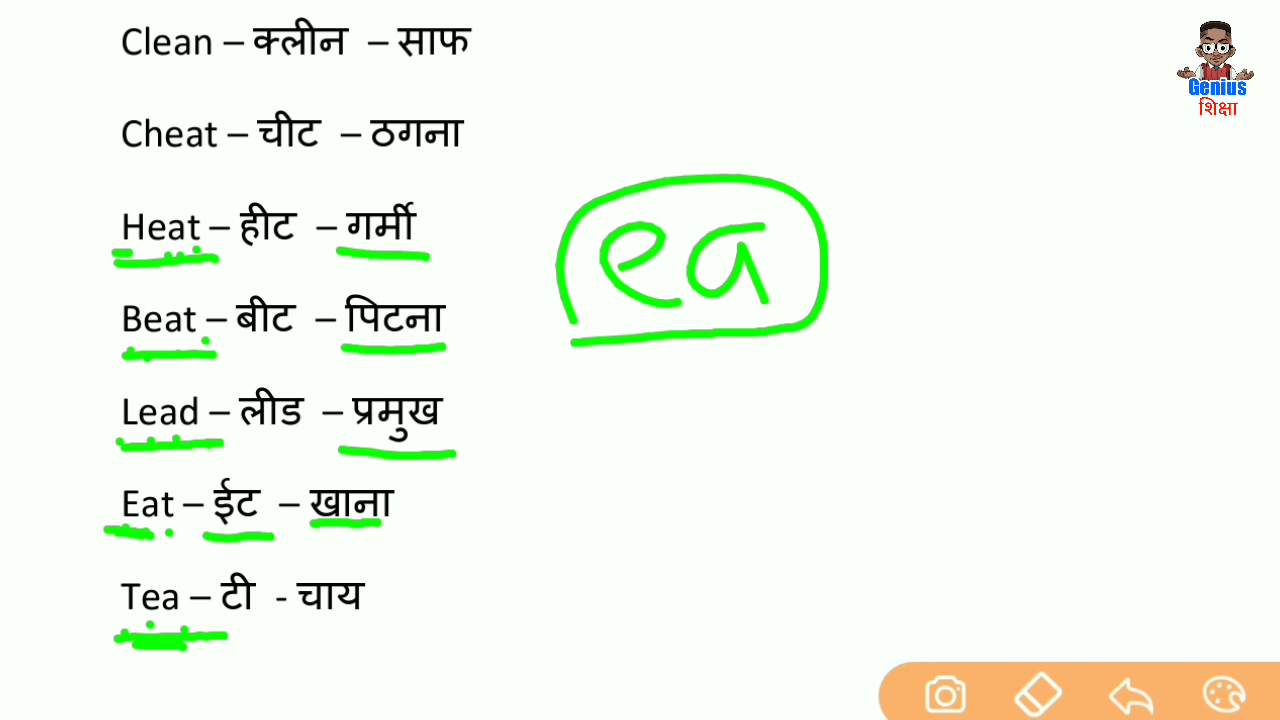 Clean – क्लीन – साफ
Cheat – चीट – ठगना
Heat – हीट – गर्मी
Beat – बीट – पिटना
Lead – लीड – प्रमुख
Eat – ईट – खाना
Tea – टी - चाय
ea
Genius
शिक्षा